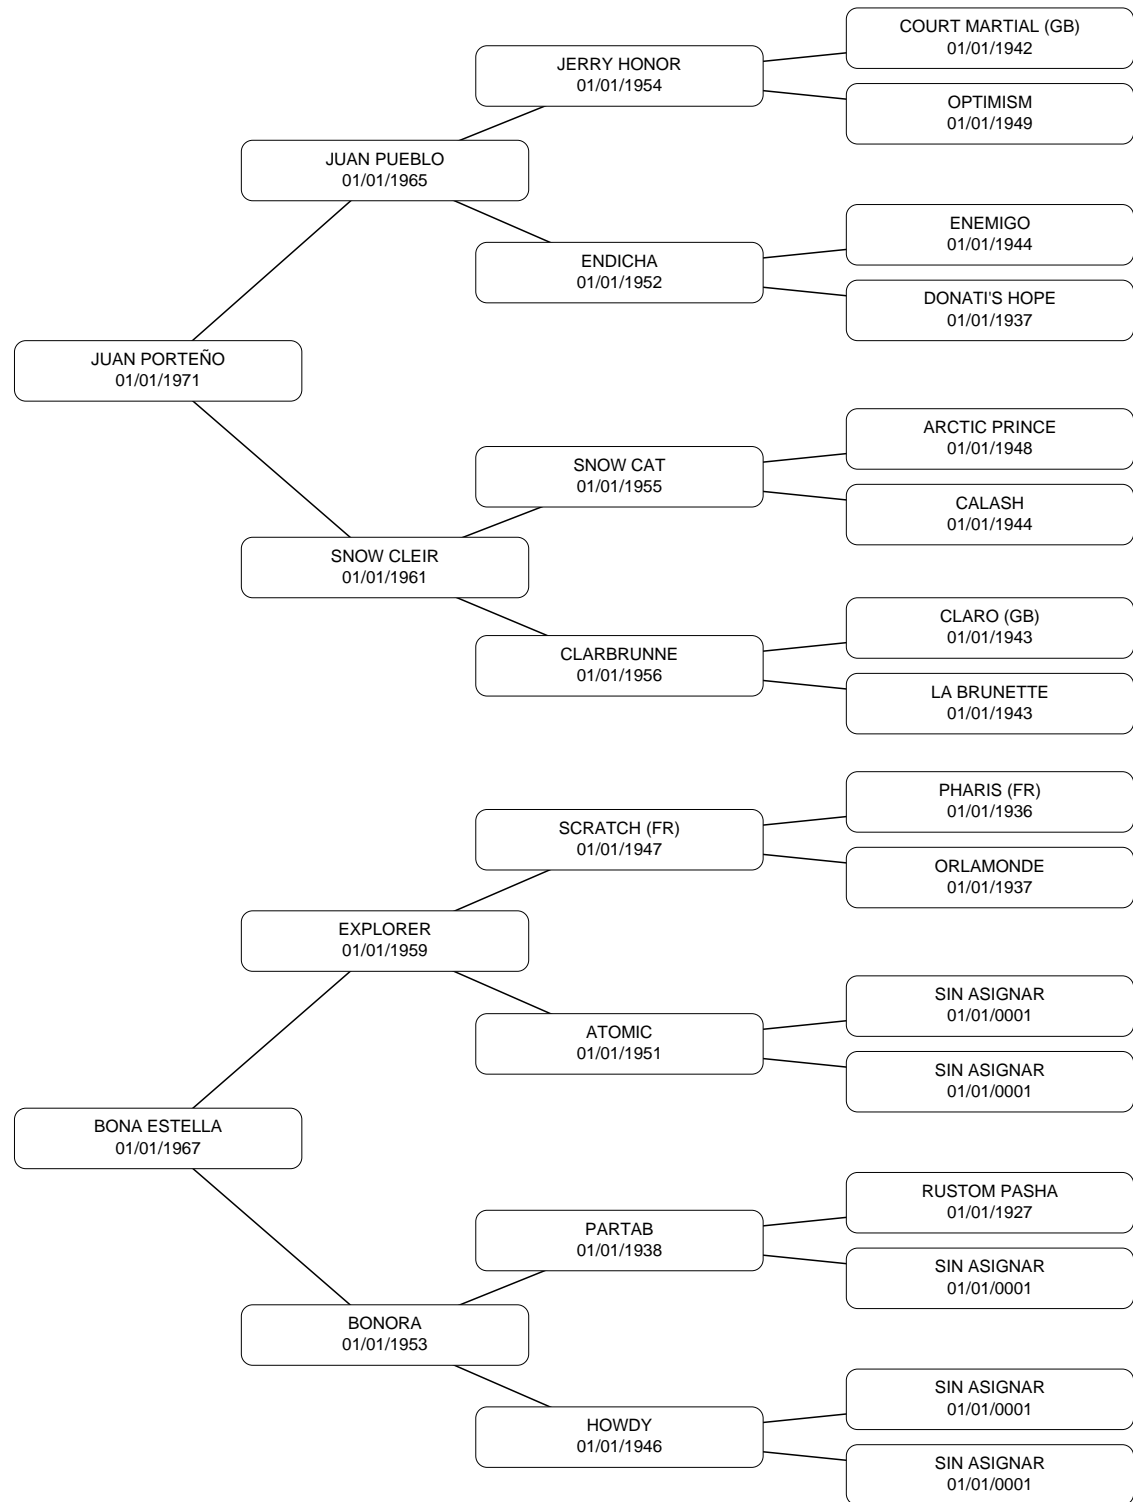 COURT MARTIAL (GB)
01/01/1942
JERRY HONOR
01/01/1954
OPTIMISM
01/01/1949
JUAN PUEBLO
01/01/1965
ENEMIGO
01/01/1944
ENDICHA
01/01/1952
DONATI'S HOPE
01/01/1937
JUAN PORTEÑO
01/01/1971
ARCTIC PRINCE
01/01/1948
SNOW CAT
01/01/1955
CALASH
01/01/1944
SNOW CLEIR
01/01/1961
CLARO (GB)
01/01/1943
CLARBRUNNE
01/01/1956
LA BRUNETTE
01/01/1943
PHARIS (FR)
01/01/1936
SCRATCH (FR)
01/01/1947
ORLAMONDE
01/01/1937
EXPLORER
01/01/1959
SIN ASIGNAR
01/01/0001
ATOMIC
01/01/1951
SIN ASIGNAR
01/01/0001
BONA ESTELLA
01/01/1967
RUSTOM PASHA
01/01/1927
PARTAB
01/01/1938
SIN ASIGNAR
01/01/0001
BONORA
01/01/1953
SIN ASIGNAR
01/01/0001
HOWDY
01/01/1946
SIN ASIGNAR
01/01/0001